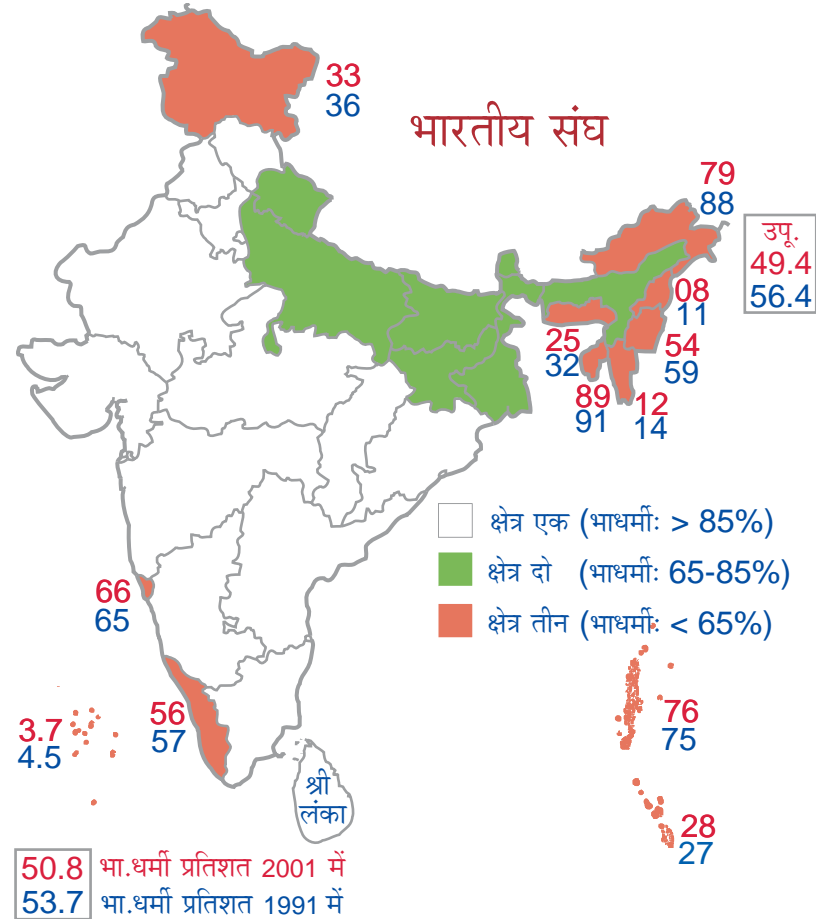 33
36
भारतीय संघ
79
88
उपू.
49.4
56.4
08
11
25
32
54
59
89
91
12
14
क्षेत्र एक (भाधर्मीः > 85%)
क्षेत्र दो (भाधर्मीः 65-85%)
क्षेत्र तीन (भाधर्मीः < 65%)
66
65
56
57
3.7
4.5
76
75
श्री
लंका
28
27
50.8 भा.धर्मी प्रतिशत 2001 में
53.7 भा.धर्मी प्रतिशत 1991 में